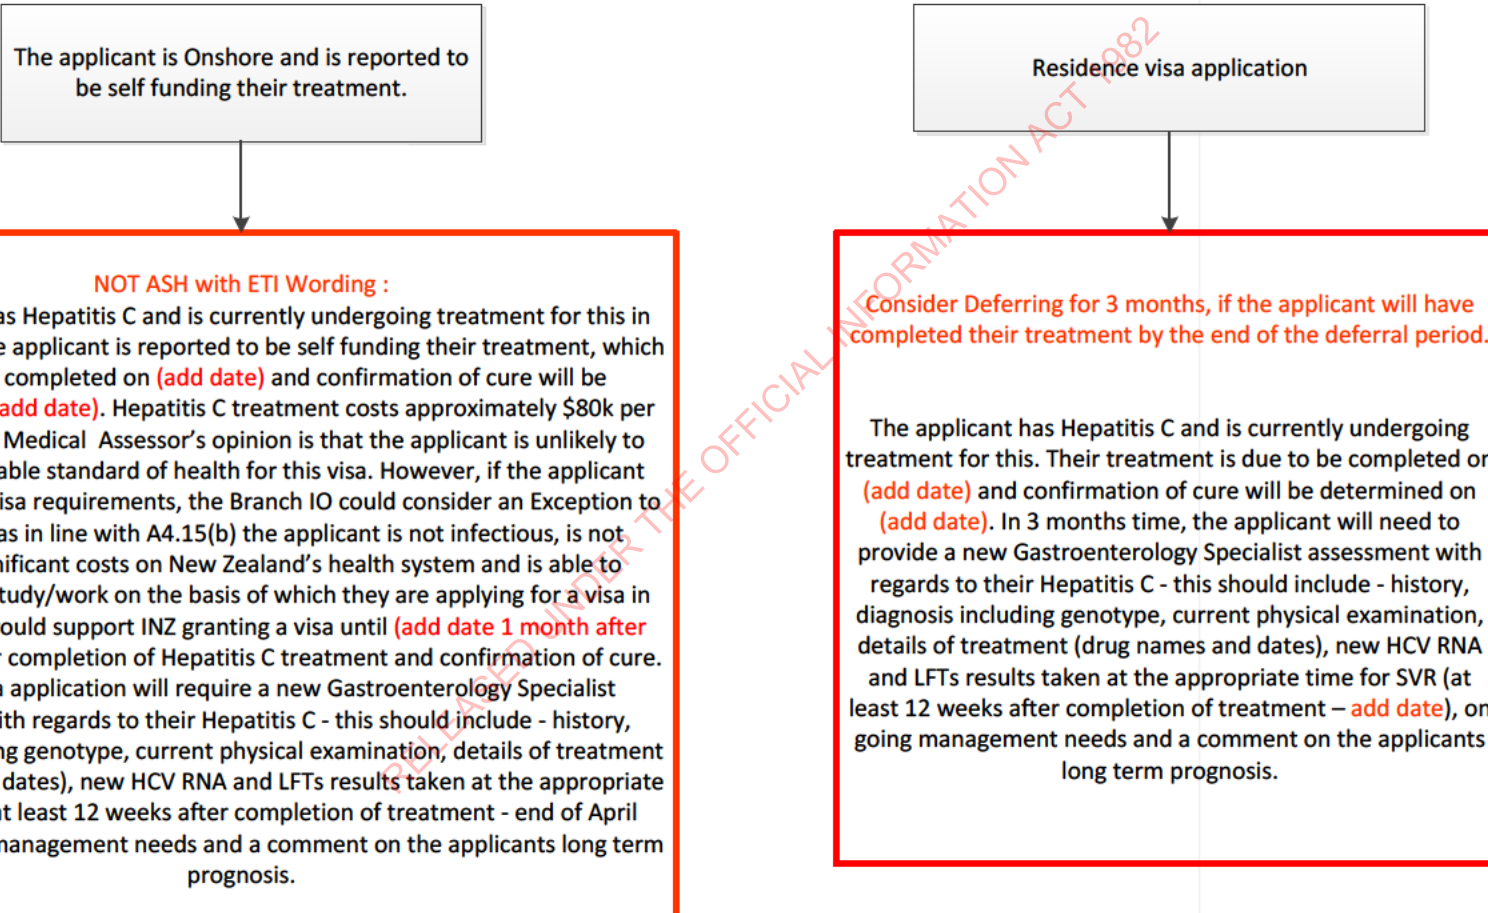 The applicant is Onshore and is reported to
be self funding their treatment.
NOT ASH with ETI Wording :
as Hepatitis C and is currently undergoing treatment for this in
e applicant is reported to be self funding their treatment, which
completed on (add date) and confirmation of cure will be
add date). Hepatitis C treatment costs approximately $80k per
Medical Assessor's opinion is that the applicant is unlikely to
able standard of health for this visa. However, if the applicant
isa requirements, the Branch IO could consider an Exception to
as in line with A4.15(b) the applicant is not infectious, is not
nificant costs on New Zealand's health system and is able to
tudy/work on the basis of which they are applying for a visa in
ould support INZ granting a visa until (add date 1 month after
r completion of Hepatitis C treatment and confirmation of cure.
a application will require a new Gastroenterology Specialist
ith regards to their Hepatitis C - this should include - history,
ng genotype, current physical examination, details of treatment
dates), new HCV RNA and LFTs results taken at the appropriate
at least 12 weeks after completion of treatment - end of April
management needs and a comment on the applicants long term
prognosis.
Residence visa application
Consider Deferring for 3 months, if the applicant will have
completed their treatment by the end of the deferral period.
The applicant has Hepatitis C and is currently undergoing
treatment for this. Their treatment is due to be completed on
(add date) and confirmation of cure will be determined on
(add date). In 3 months time, the applicant will need to
provide a new Gastroenterology Specialist assessment with
regards to their Hepatitis C - this should include - history,
diagnosis including genotype, current physical examination,
details of treatment (drug names and dates), new HCV RNA
and LFTs results taken at the appropriate time for SVR (at
least 12 weeks after completion of treatment – add date), on
going management needs and a comment on the applicants
long term prognosis.
RELEASED UNDER THE OFFICIAL INFORMATION ACT 1982